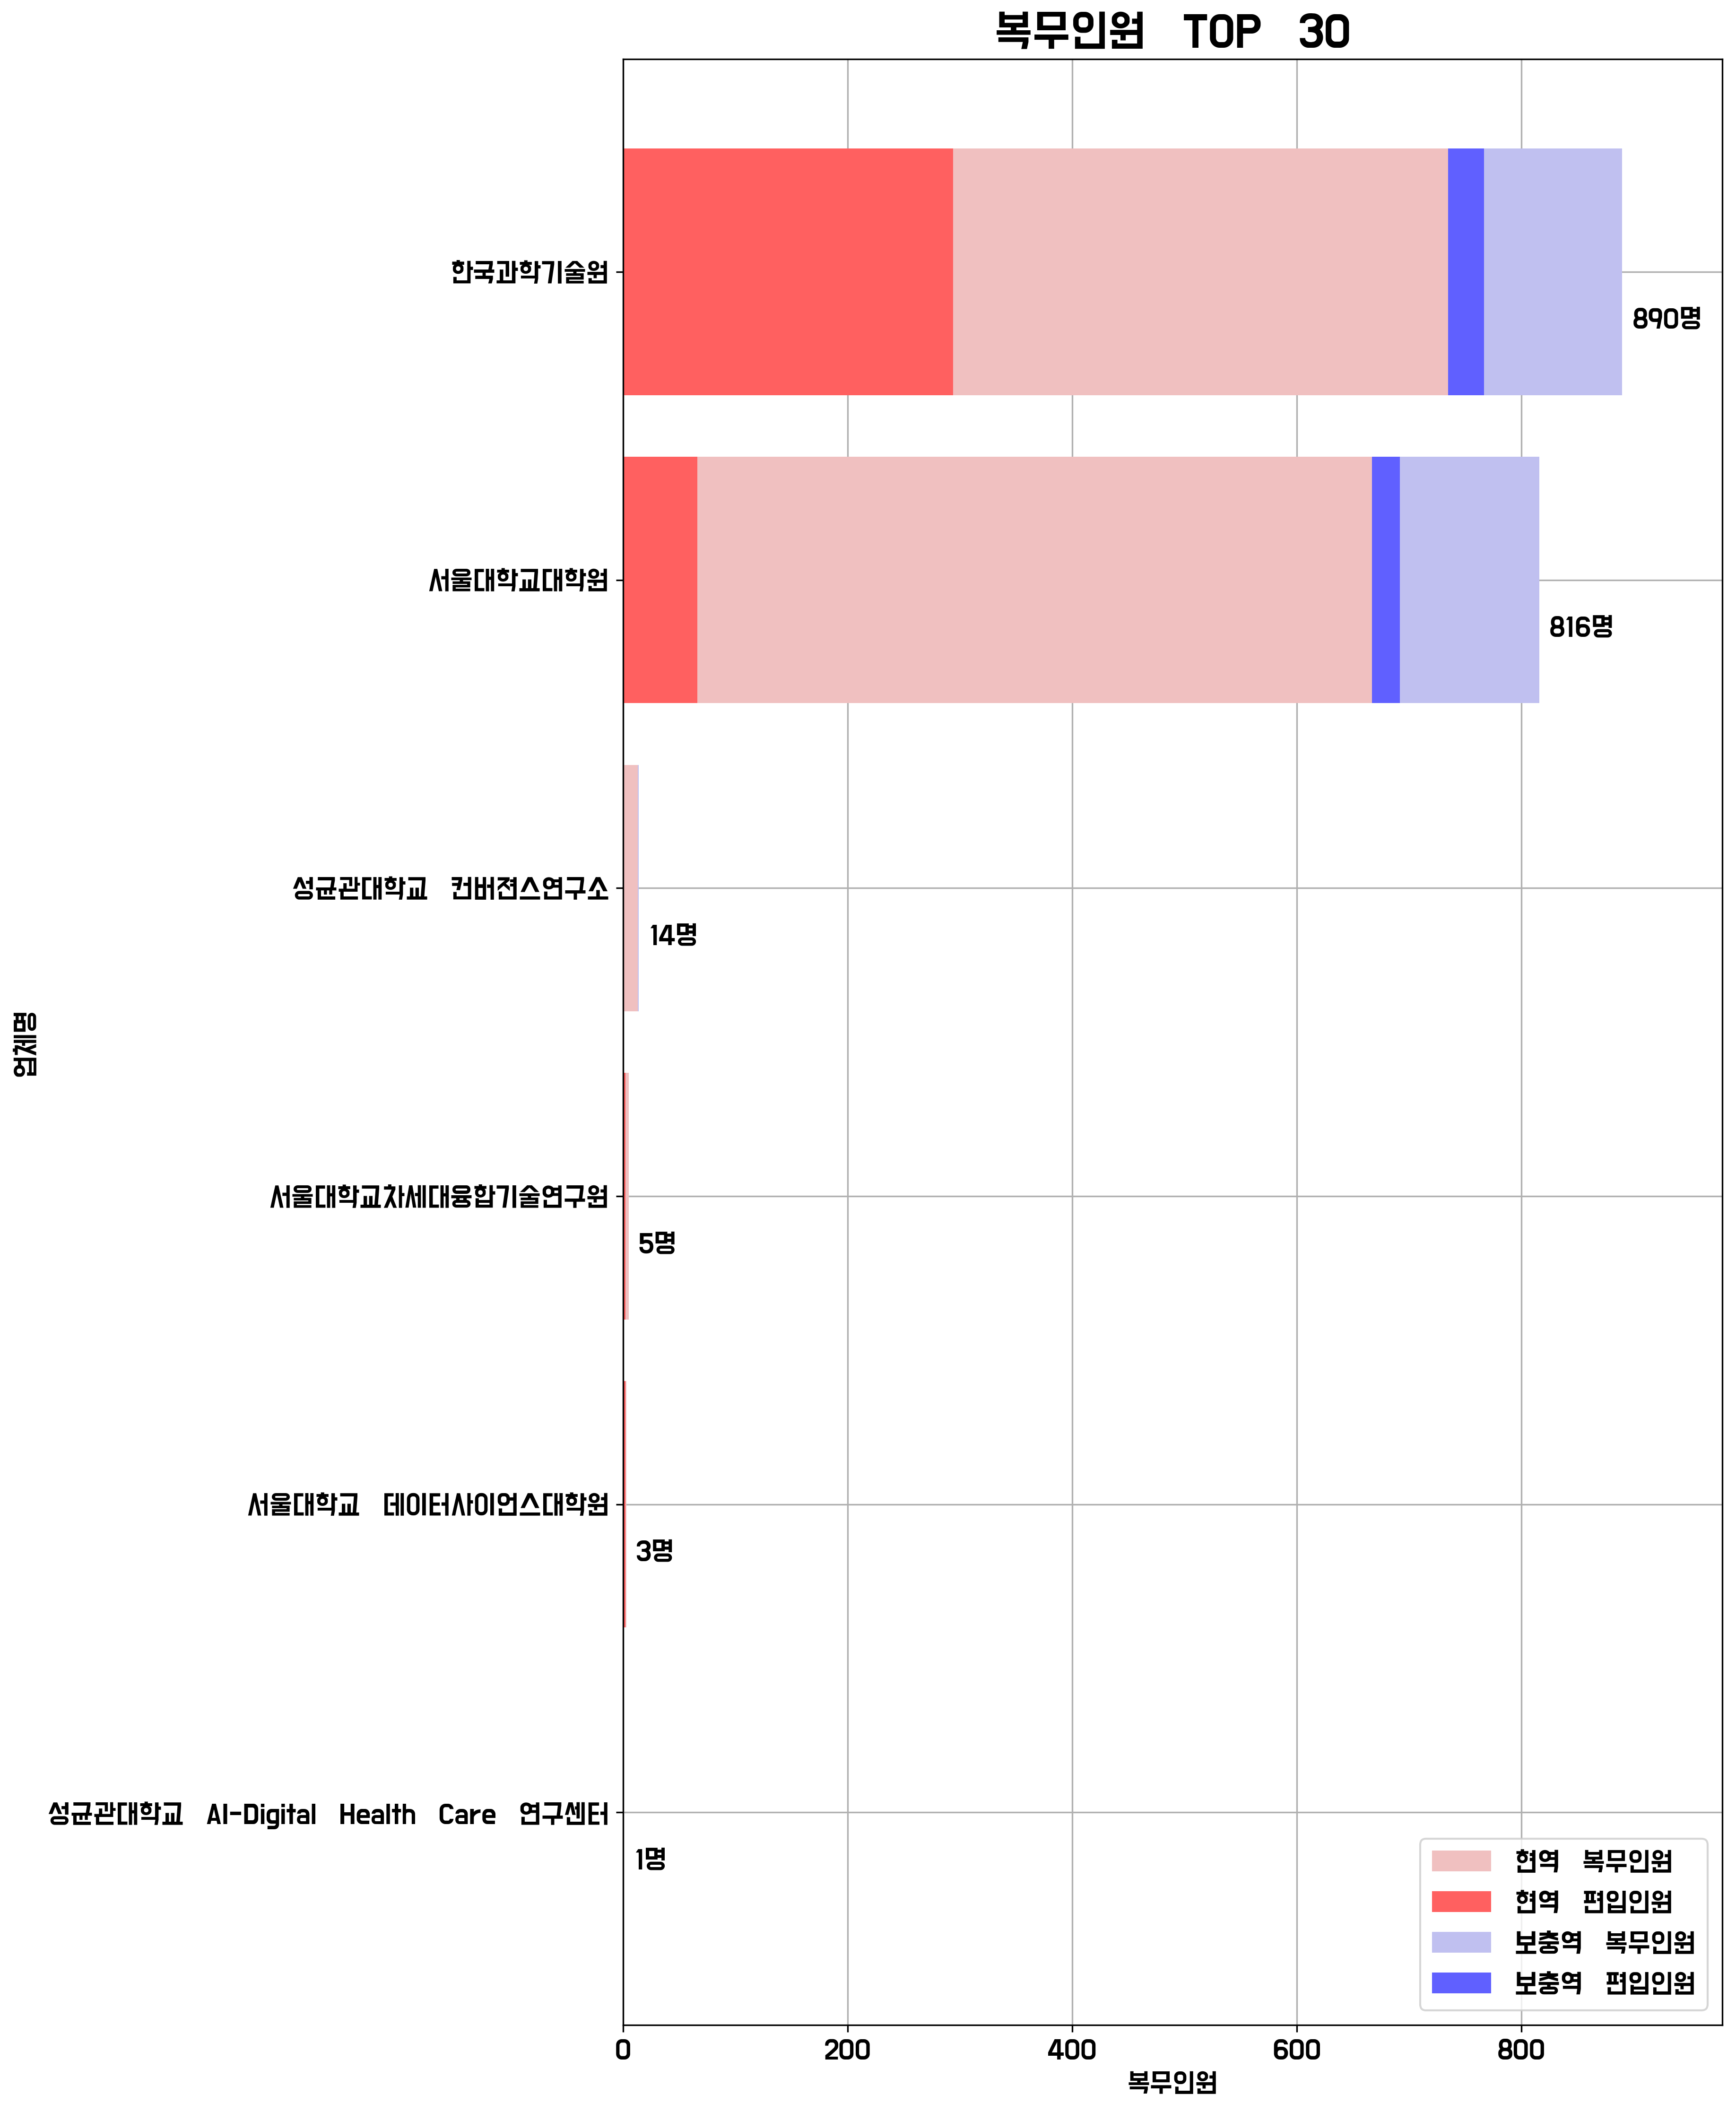 복무인원 TOP 30
한국과학기술원
890명
서울대학교대학원
816명
성균관대학교 컨버젼스연구소
14명
업체명
서울대학교차세대융합기술연구원
5명
서울대학교 데이터사이언스대학원
3명
성균관대학교 AI-Digital Health Care 연구센터
1명
현역 복무인원
현역 편입인원
보충역 복무인원
보충역 편입인원
0 200 400 600 800
복무인원